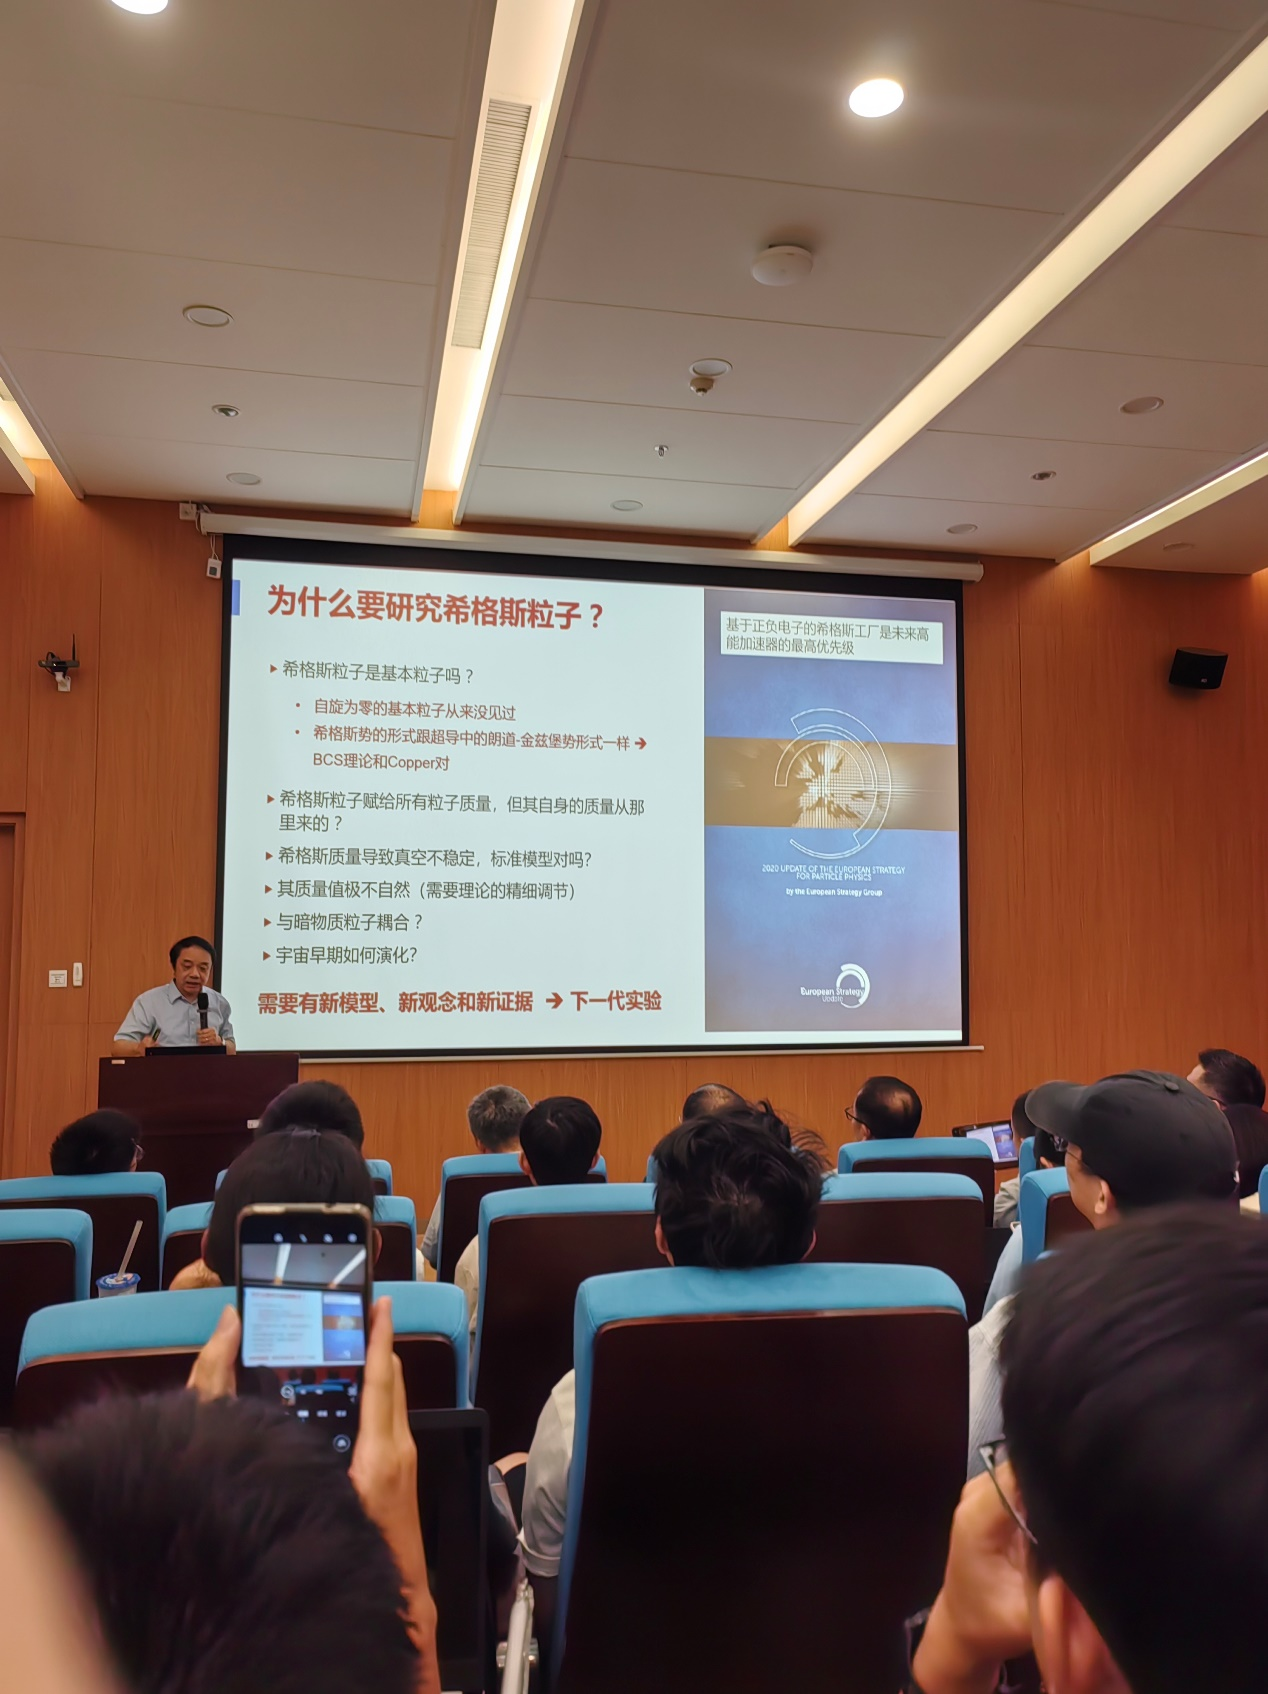 为什么要研究希格斯粒子？
希格斯粒子是基本粒子吗？
自旋为零的基本粒子从来没见过
希格斯势的形式跟超导中的朗道-金兹堡势形式一样 ➔
BCS理论和Copper对
希格斯粒子赋给所有粒子质量，但其自身的质量从那
里来的？
希格斯质量导致真空不稳定，标准模型对吗?
其质量值极不自然（需要理论的精细调节）
与暗物质粒子耦合？
宇宙早期如何演化?
需要有新模型、新观念和新证据 ➔ 下一代实验
基于正负电子的希格斯工厂是未来高
能加速器的最高优先级
2020 UPDATE OF THE EUROPEAN STRATEGY
FOR PARTICLE PHYSICS
by the European Strategy Group
European Strategy
Update